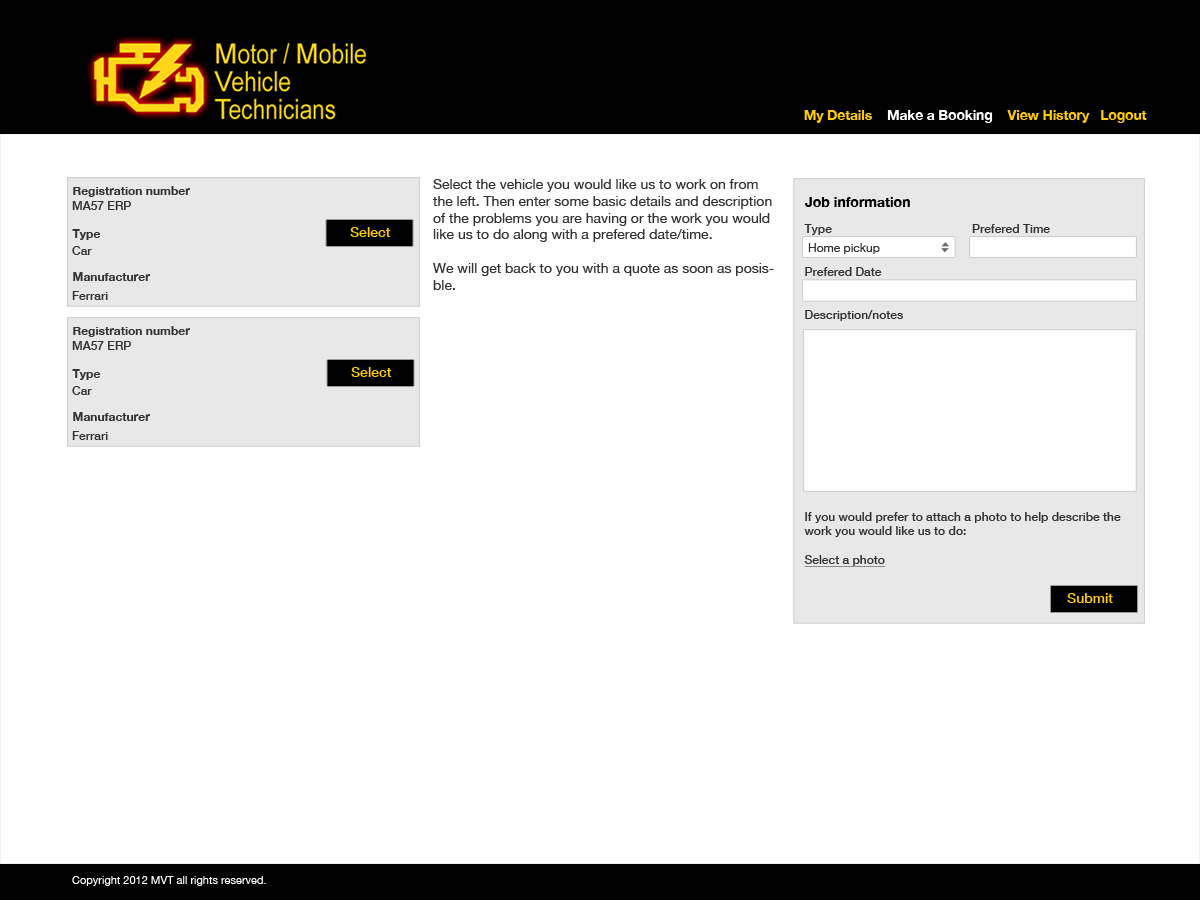 Motor / Mobile
Vehicle
Technicians
My Details Make a Booking View History Logout
Registration number
MA57 ERP
Type
Car
Select
Manufacturer
Ferrari
Registration number
MA57 ERP
Type
Car
Select
Manufacturer
Ferrari
Select the vehicle you would like us to work on from
the left. Then enter some basic details and description
of the problems you are having or the work you would
like us to do along with a prefered date/time.
We will get back to you with a quote as soon as posis-
ble.
Job information
Type Prefered Time
Home pickup
Prefered Date
Description/notes
If you would prefer to attach a photo to help describe the
work you would like us to do:
Select a photo
Submit
Copyright 2012 MVT all rights reserved.